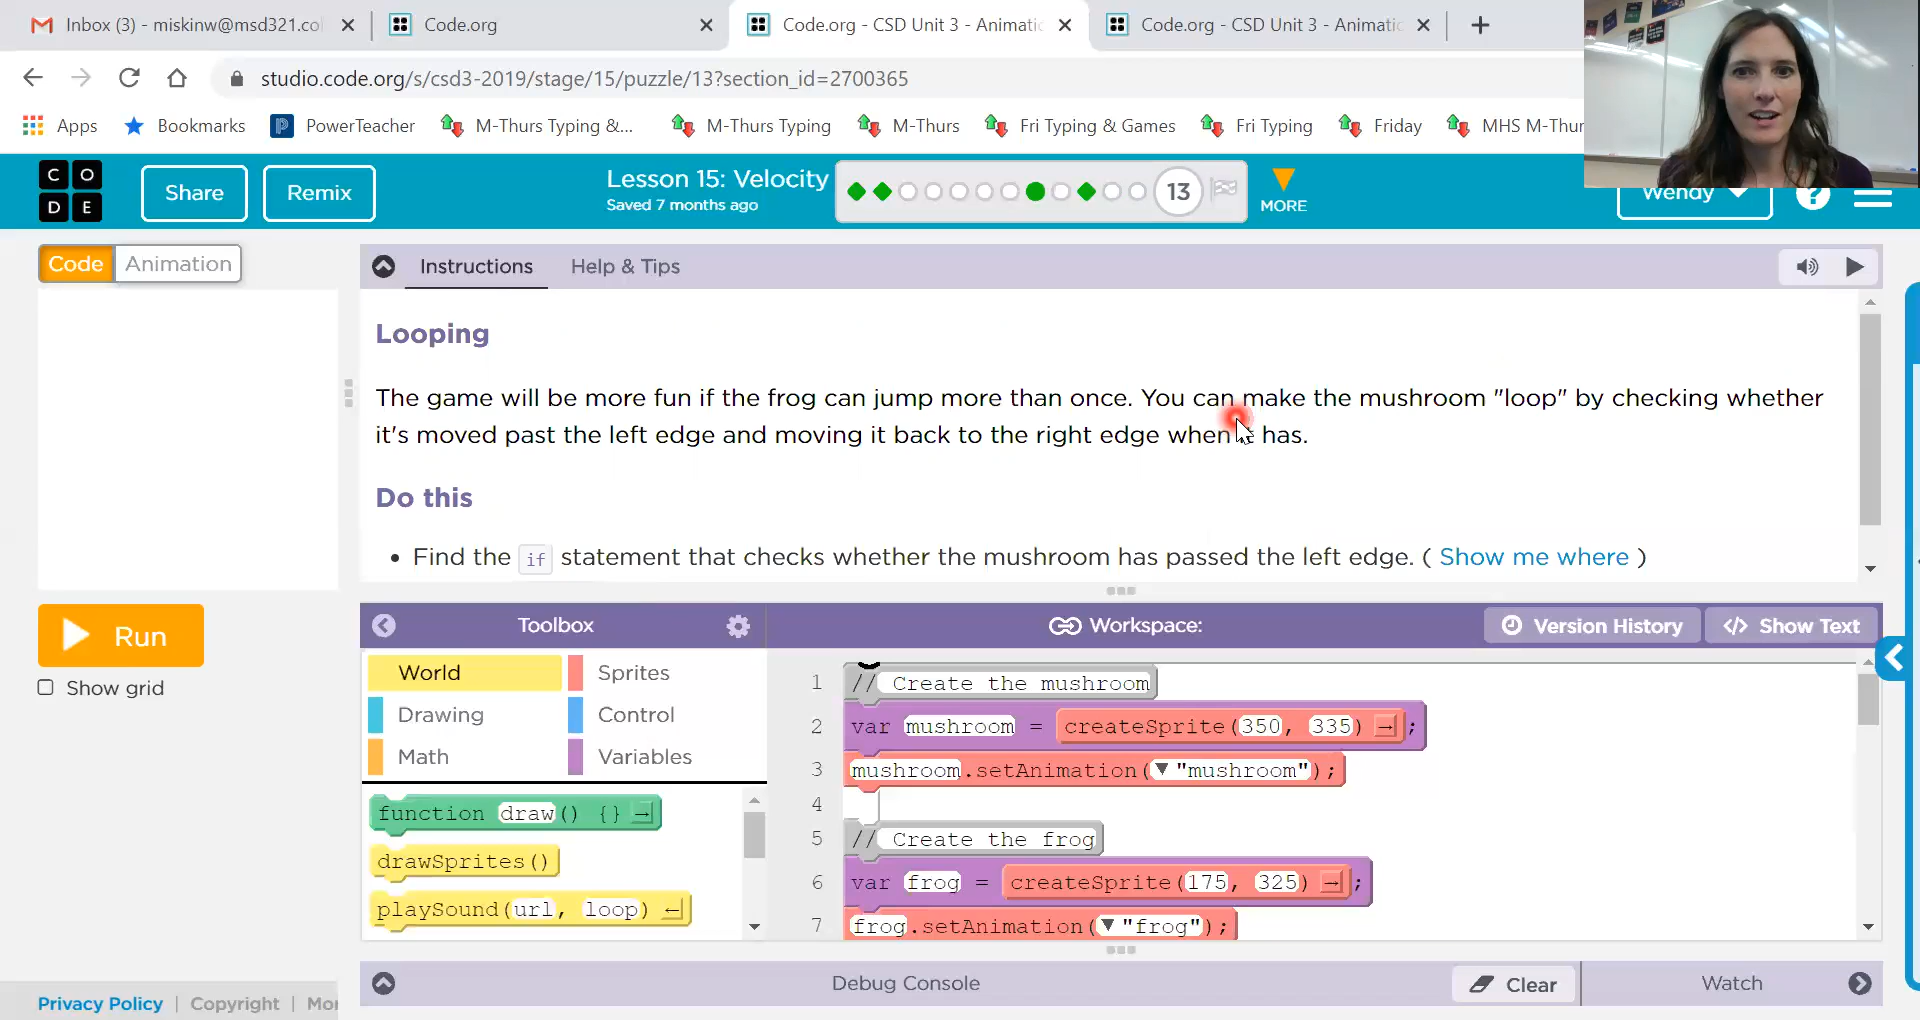 Inbox (3) - miskinw@msd321.co
Code.org
Code.org - CSD Unit 3 - Animatic
Code.org - CSD Unit 3 - Animatic
studio.code.org/s/csd3-2019/stage/15/puzzle/13?section_id=2700365
Apps
Bookmarks
PowerTeacher
M-Thurs Typing &...
M-Thurs Typing
M-Thurs
Fri Typing & Games
Fri Typing
Friday
MHS M-Thur
C O
D E
Share
Remix
Lesson 15: Velocity
Saved 7 months ago
13
MORE
Wendy
?
Code
Animation
Instructions
Help & Tips
Looping
The game will be more fun if the frog can jump more than once. You can make the mushroom "loop" by checking whether
it's moved past the left edge and moving it back to the right edge when has.
Do this
• Find the if statement that checks whether the mushroom has passed the left edge. ( Show me where )
Run
Show grid
Toolbox
Workspace:
Version History
</> Show Text
World
Sprites
Drawing
Control
Math
Variables
function draw() {} →
drawSprites()
playSound(url, loop) ←
1 // Create the mushroom
2 var mushroom = createSprite(350, 335) → ;
3 mushroom.setAnimation(▼ "mushroom");
4
5 // Create the frog
6 var frog = createSprite(175, 325) → ;
7 frog.setAnimation(▼ "frog");
Debug Console
Clear
Watch
Privacy Policy | Copyright | Mor